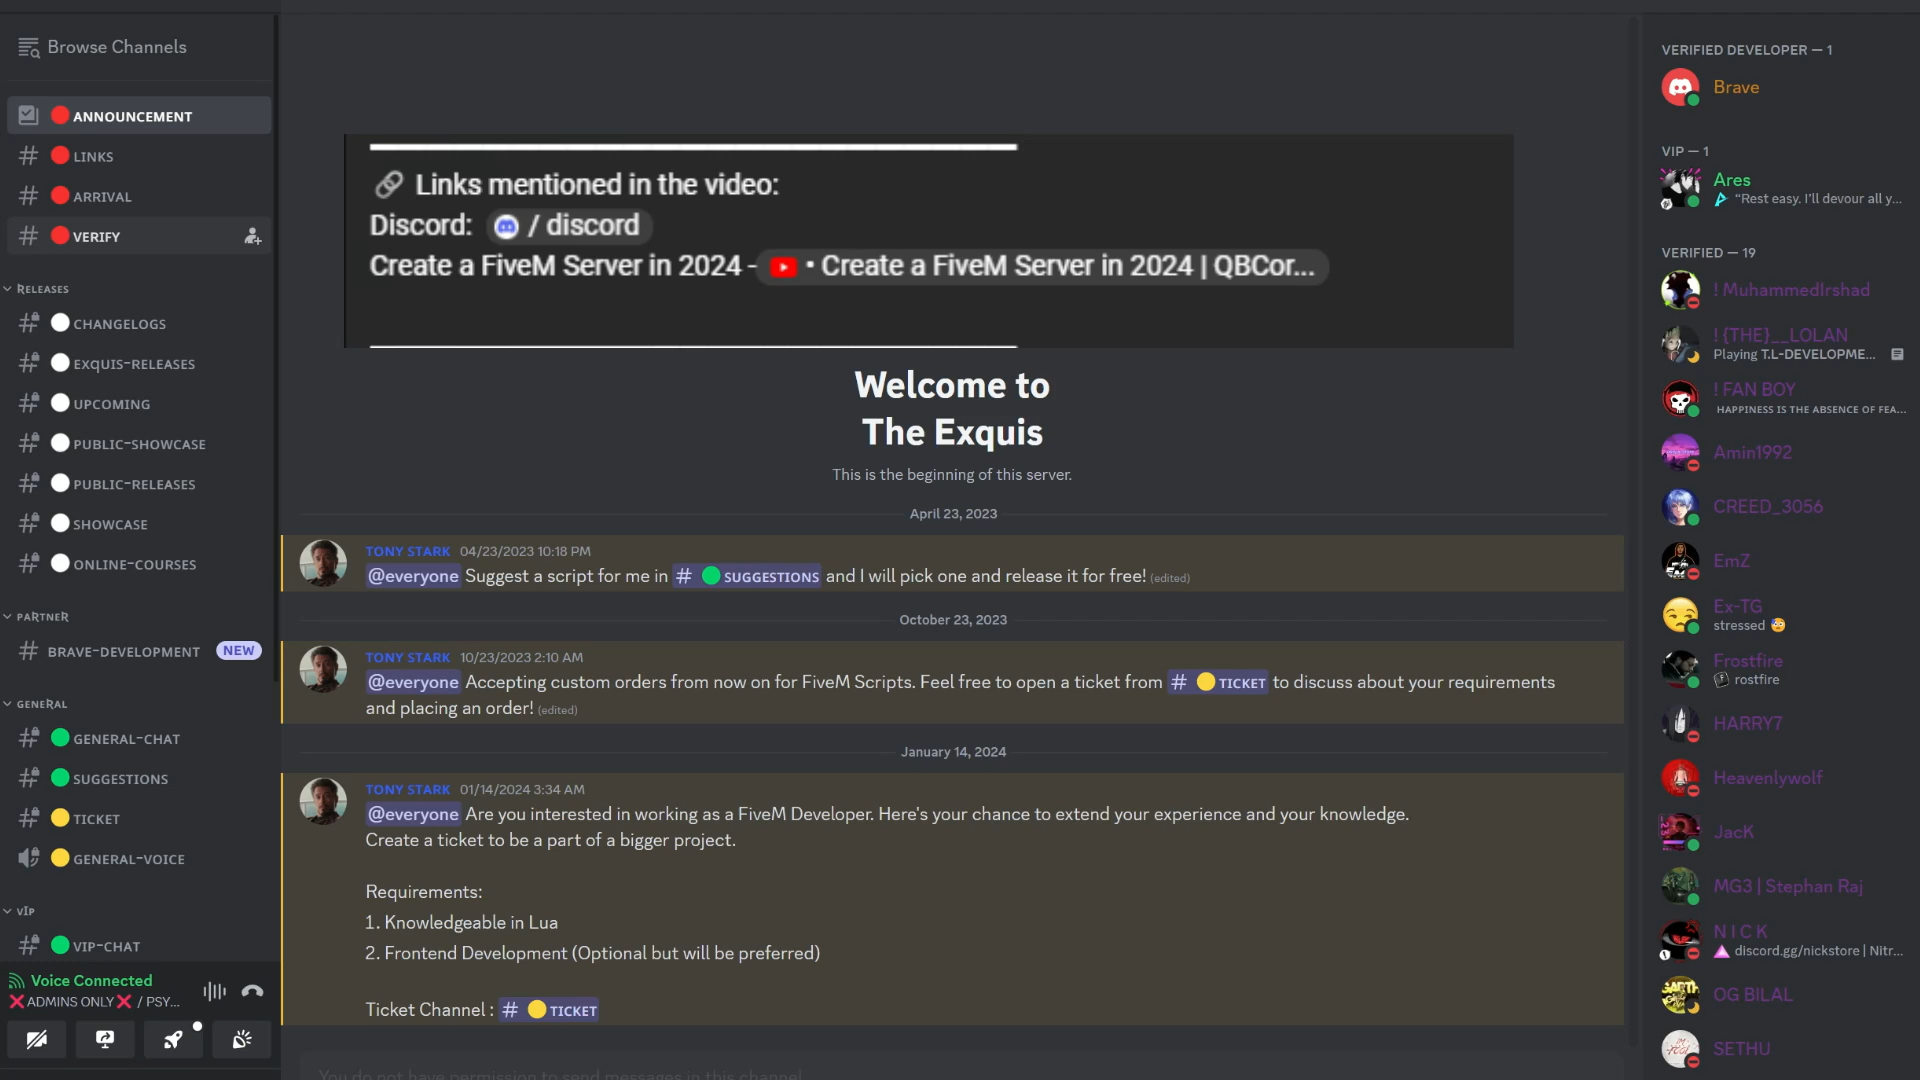 Browse Channels
ANNOUNCEMENT
LINKS
ARRIVAL
VERIFY
RELEASES
CHANGELOGS
EXQUIS-RELEASES
UPCOMING
PUBLIC-SHOWCASE
PUBLIC-RELEASES
SHOWCASE
ONLINE-COURSES
PARTNER
BRAVE-DEVELOPMENT NEW
GENERAL
GENERAL-CHAT
SUGGESTIONS
TICKET
GENERAL-VOICE
VIP
VIP-CHAT
Voice Connected
❌ADMINS ONLY❌ / PSY...
Links mentioned in the video:
Discord: / discord
Create a FiveM Server in 2024 - • Create a FiveM Server in 2024 | QBCor...
Welcome to
The Exquis
This is the beginning of this server.
April 23, 2023
TONY STARK 04/23/2023 10:18 PM
@everyone Suggest a script for me in # SUGGESTIONS and I will pick one and release it for free! (edited)
October 23, 2023
TONY STARK 10/23/2023 2:10 AM
@everyone Accepting custom orders from now on for FiveM Scripts. Feel free to open a ticket from # TICKET to discuss about your requirements
and placing an order! (edited)
January 14, 2024
TONY STARK 01/14/2024 3:34 AM
@everyone Are you interested in working as a FiveM Developer. Here's your chance to extend your experience and your knowledge.
Create a ticket to be a part of a bigger project.
Requirements:
1. Knowledgeable in Lua
2. Frontend Development (Optional but will be preferred)
Ticket Channel : # TICKET
You do not have permission to send messages in this channel.
VERIFIED DEVELOPER — 1
Brave
VIP — 1
Ares
“Rest easy. I'll devour all y...
VERIFIED — 19
! MuhammedIrshad
! {THE}__LOLAN
Playing T.L-DEVELOPME...
! FAN BOY
HAPPINESS IS THE ABSENCE OF FEA...
Amin1992
CREED_3056
EmZ
Ex-TG
stressed
Frostfire
rostfire
HARRY7
Heavenlywolf
JacK
MG3 | Stephan Raj
N I C K
discord.gg/nickstore | Nitr...
OG BILAL
SETHU